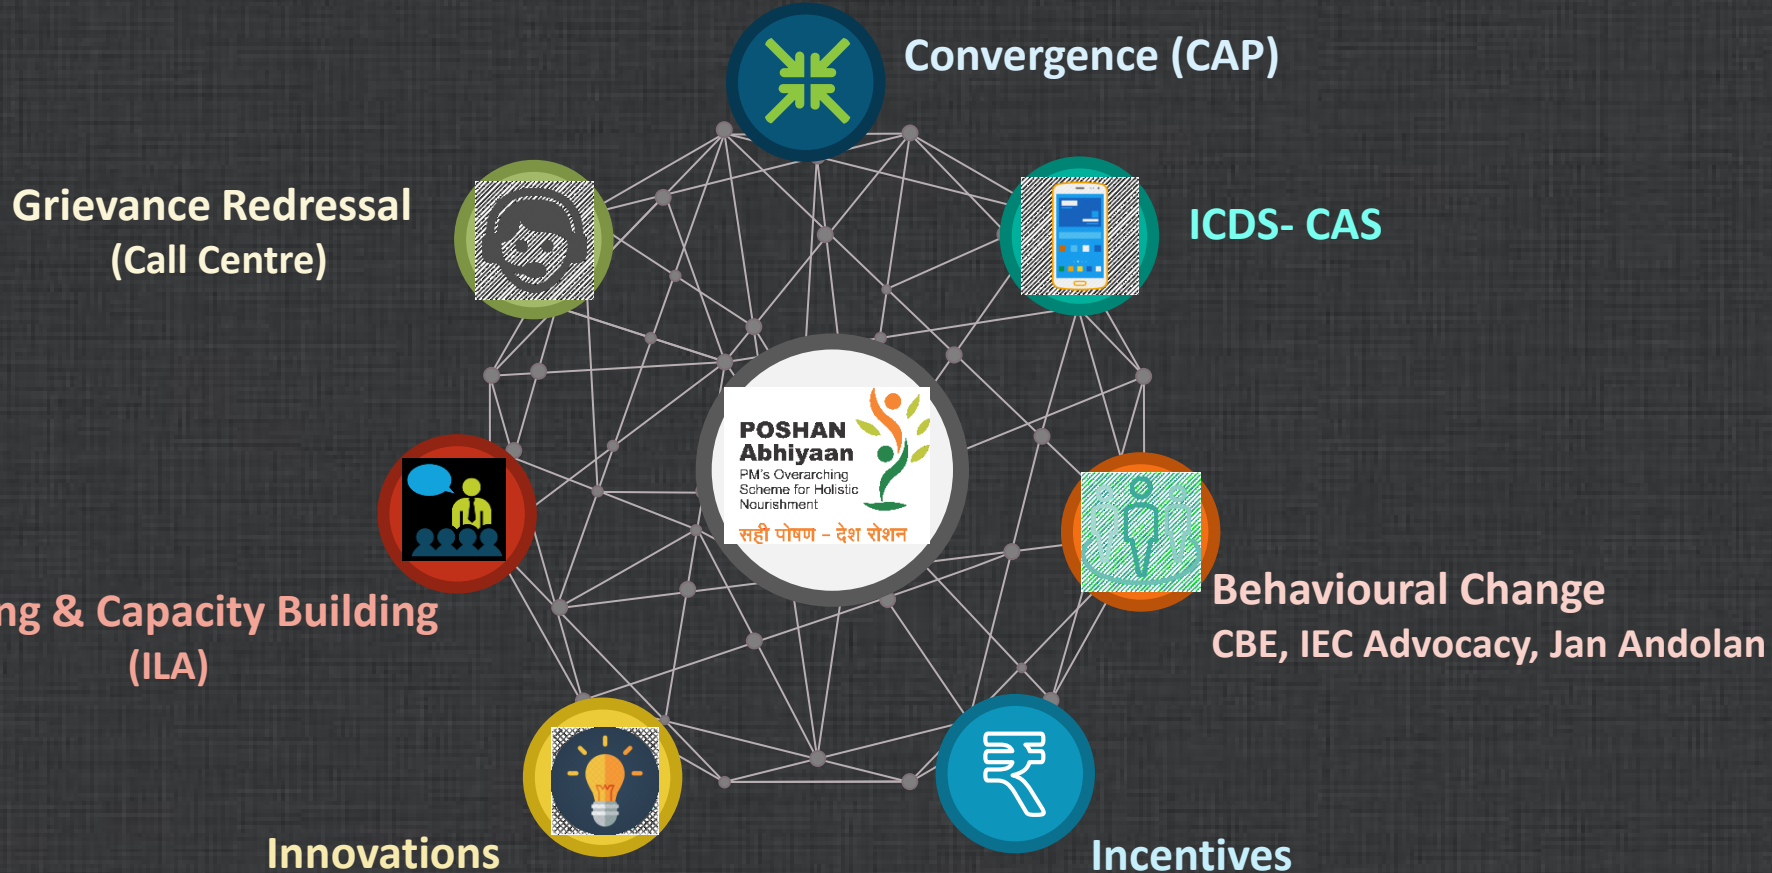 Convergence (CAP)
Grievance Redressal
(Call Centre)
ICDS- CAS
POSHAN
Abhiyaan
PM's Overarching
Scheme for Holistic
Nourishment
सही पोषण – देश रोशन
& Capacity Building
(ILA)
Behavioural Change
CBE, IEC Advocacy, Jan Andolan
Innovations
Incentives